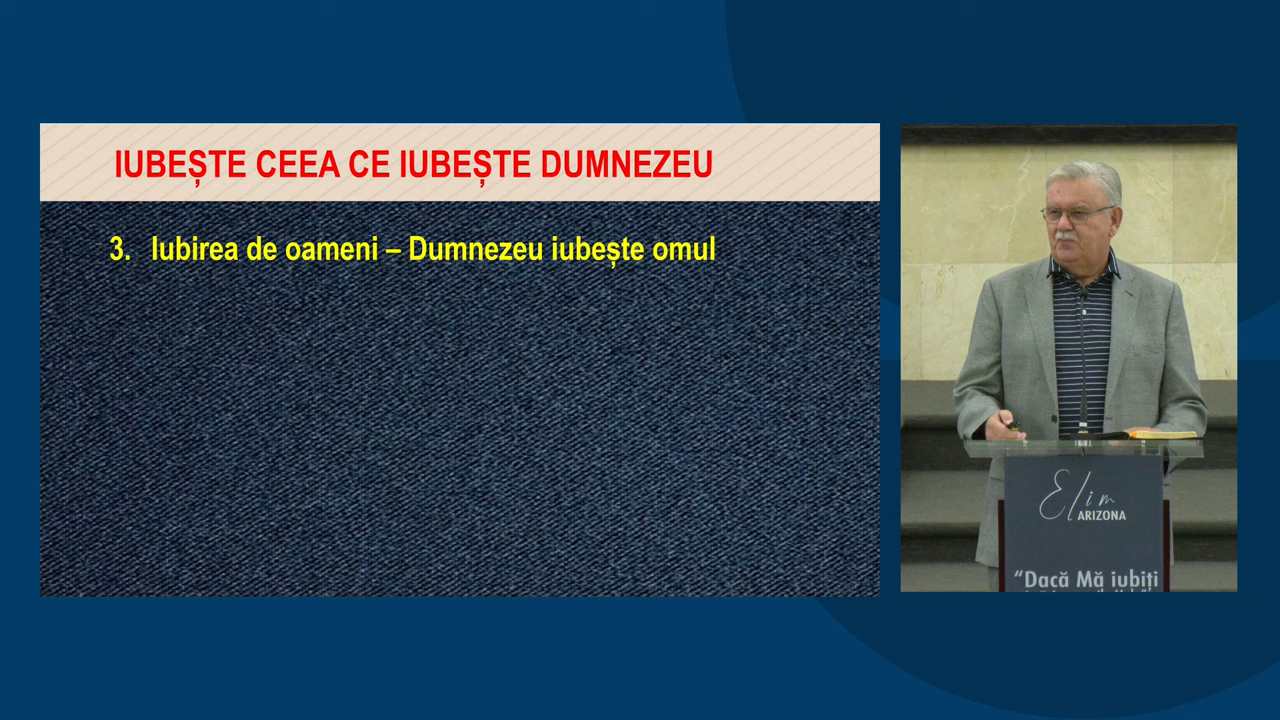 IUBEȘTE CEEA CE IUBEȘTE DUMNEZEU
3. Iubirea de oameni – Dumnezeu iubește omul
Elim
ARIZONA
“Dacă Mă iubiți